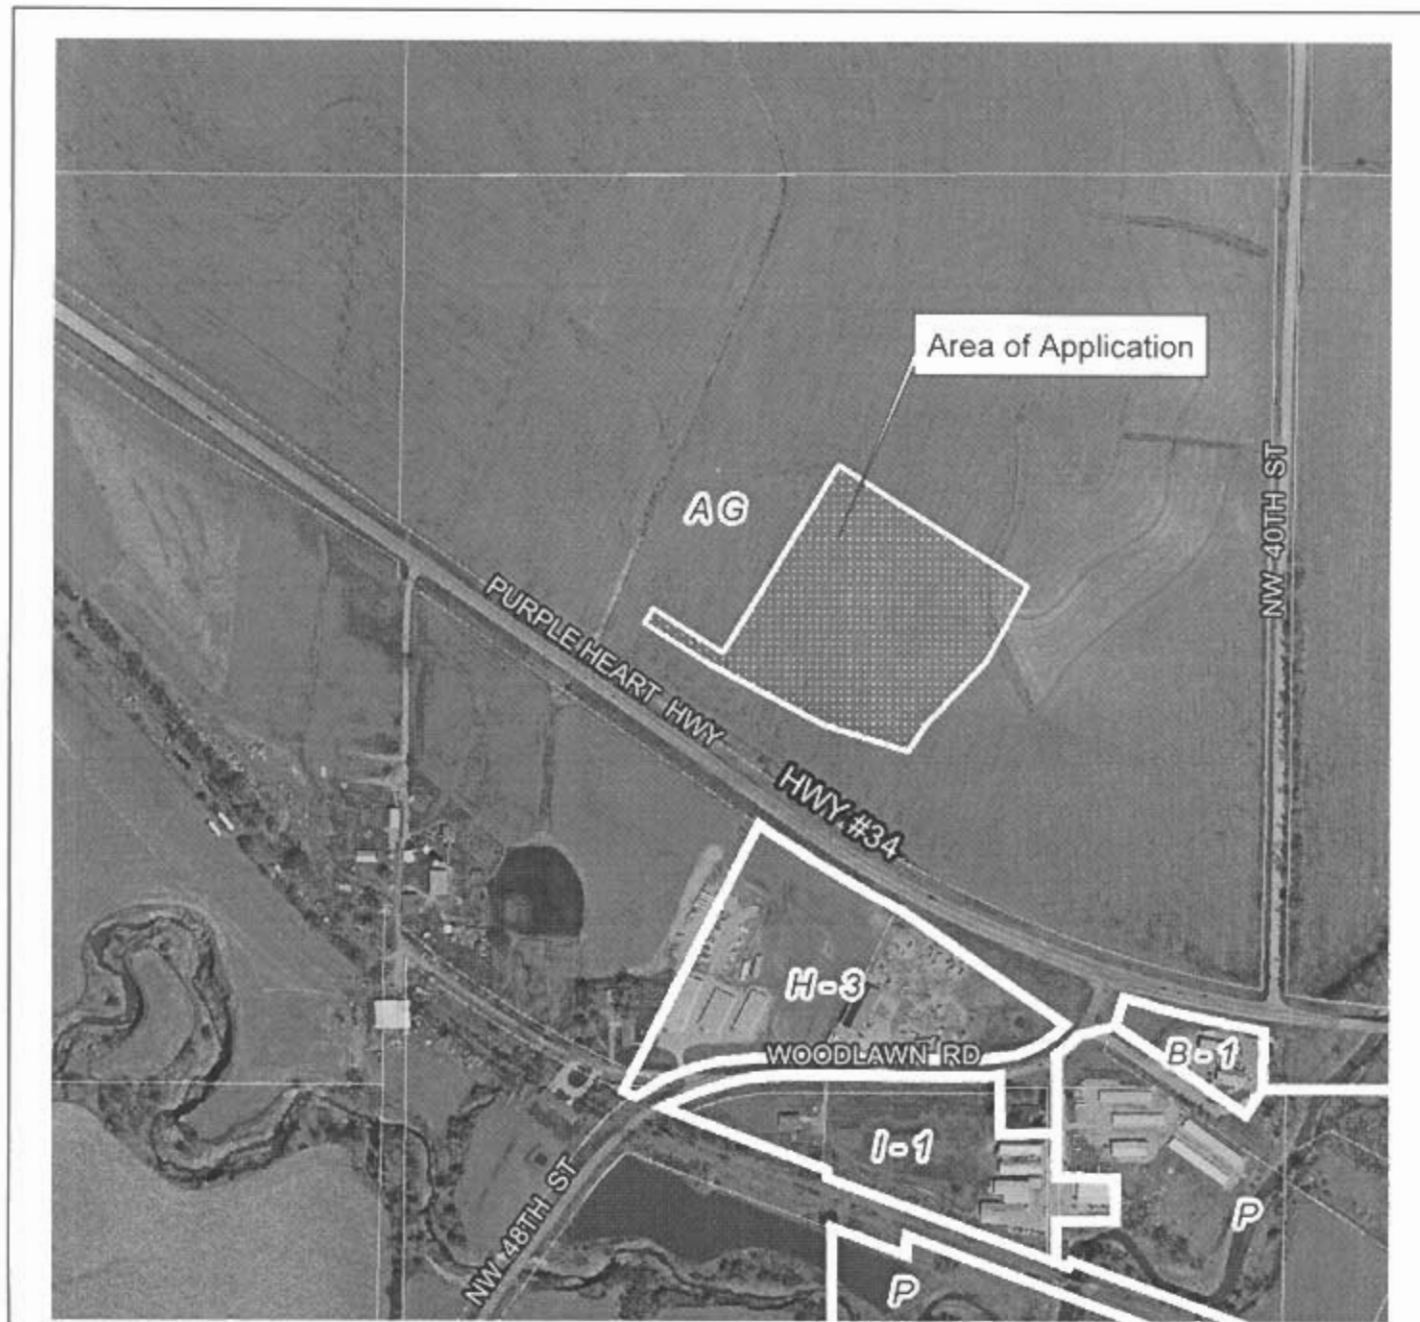 Area of Application
AG
NW 40TH ST
PURPLE HEART HWY
HWY #34
H-3
WOODLAWN RD
B-1
I-1
NW 48TH ST
P
P